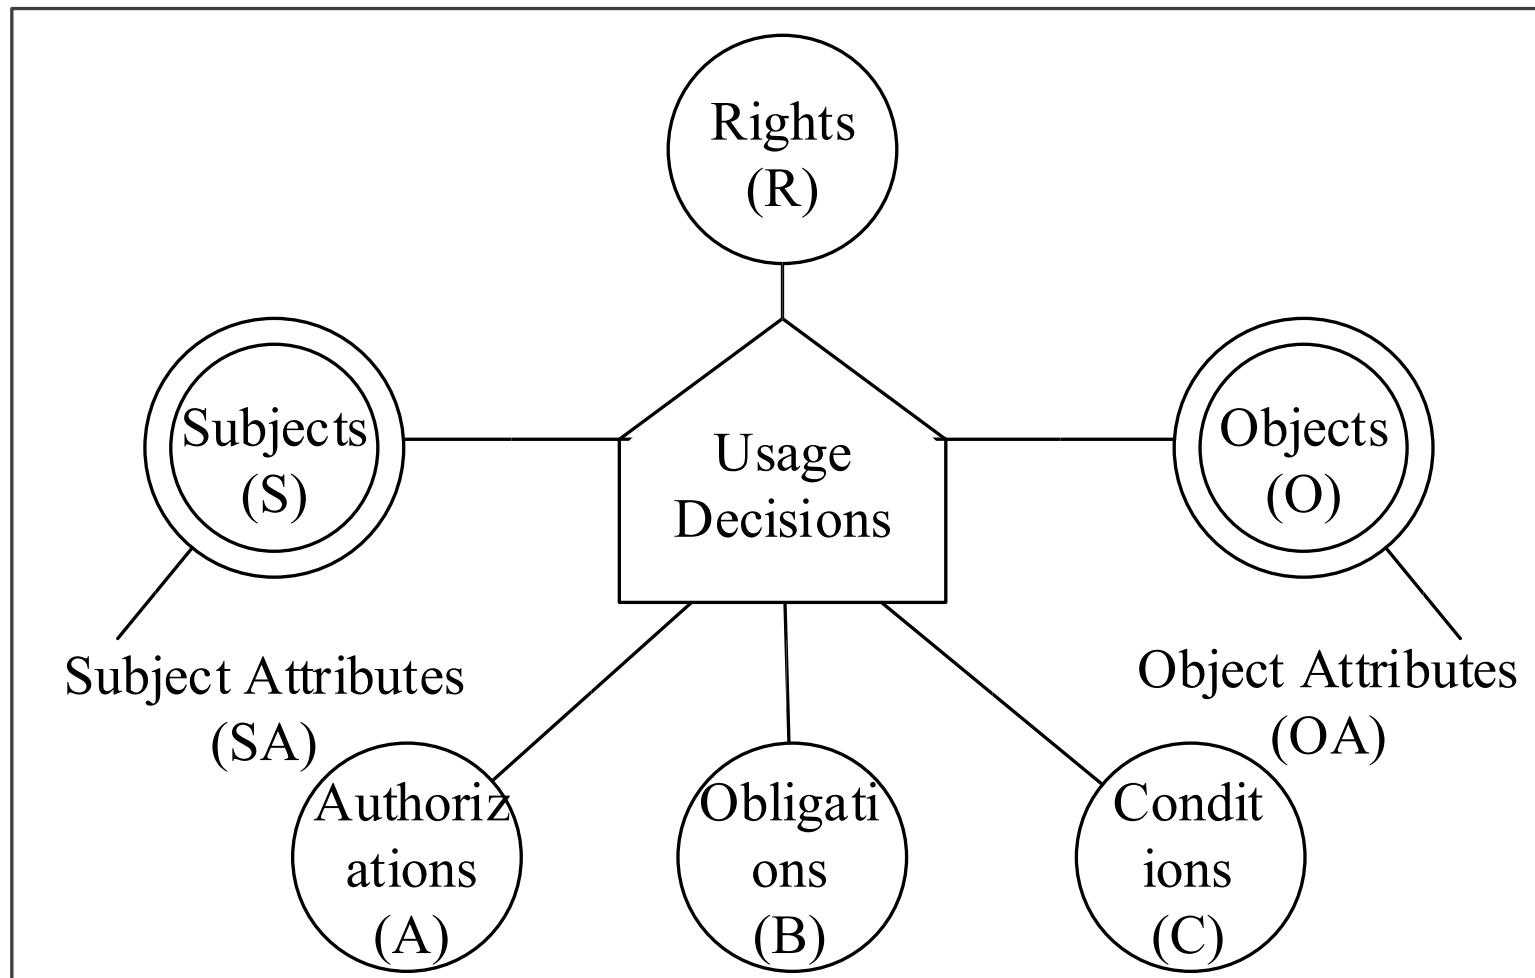 Rights
(R)
Subjects
(S)
Usage
Decisions
Objects
(O)
Subject Attributes
(SA)
Object Attributes
(OA)
Authoriz
ations
(A)
Obligati
ons
(B)
Condit
ions
(C)